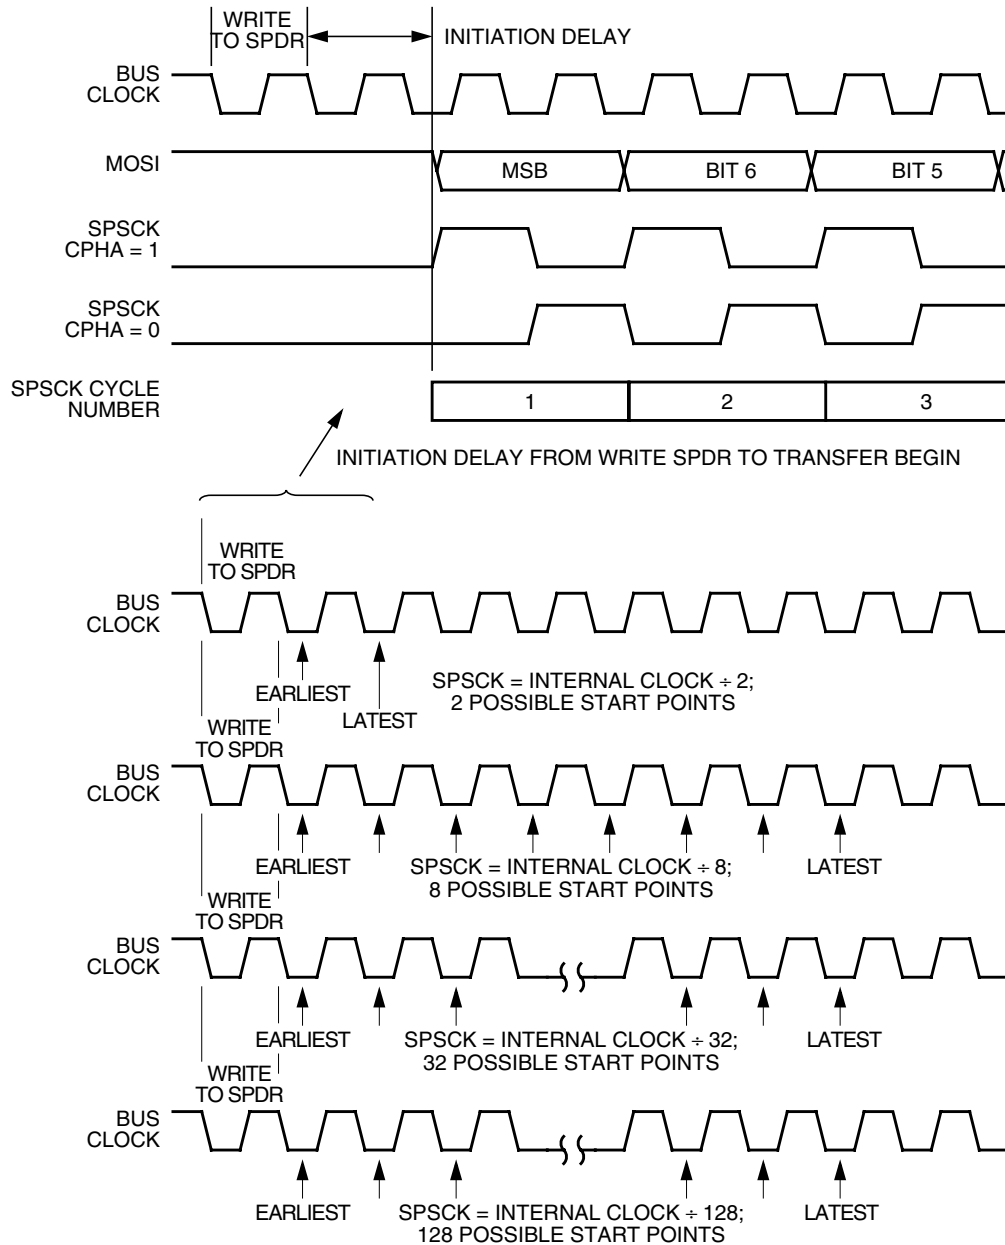 WRITE
TO SPDR
INITIATION DELAY
BUS
CLOCK
MOSI
MSB
BIT 6
BIT 5
SPSCK
CPHA = 1
SPSCK
CPHA = 0
SPSCK CYCLE
NUMBER
1
2
3
INITIATION DELAY FROM WRITE SPDR TO TRANSFER BEGIN
WRITE
TO SPDR
BUS
CLOCK
EARLIEST
LATEST
SPSCK = INTERNAL CLOCK ÷ 2;
2 POSSIBLE START POINTS
WRITE
TO SPDR
BUS
CLOCK
EARLIEST
SPSCK = INTERNAL CLOCK ÷ 8;
8 POSSIBLE START POINTS
LATEST
WRITE
TO SPDR
BUS
CLOCK
EARLIEST
SPSCK = INTERNAL CLOCK ÷ 32;
32 POSSIBLE START POINTS
LATEST
WRITE
TO SPDR
BUS
CLOCK
EARLIEST
SPSCK = INTERNAL CLOCK ÷ 128;
128 POSSIBLE START POINTS
LATEST